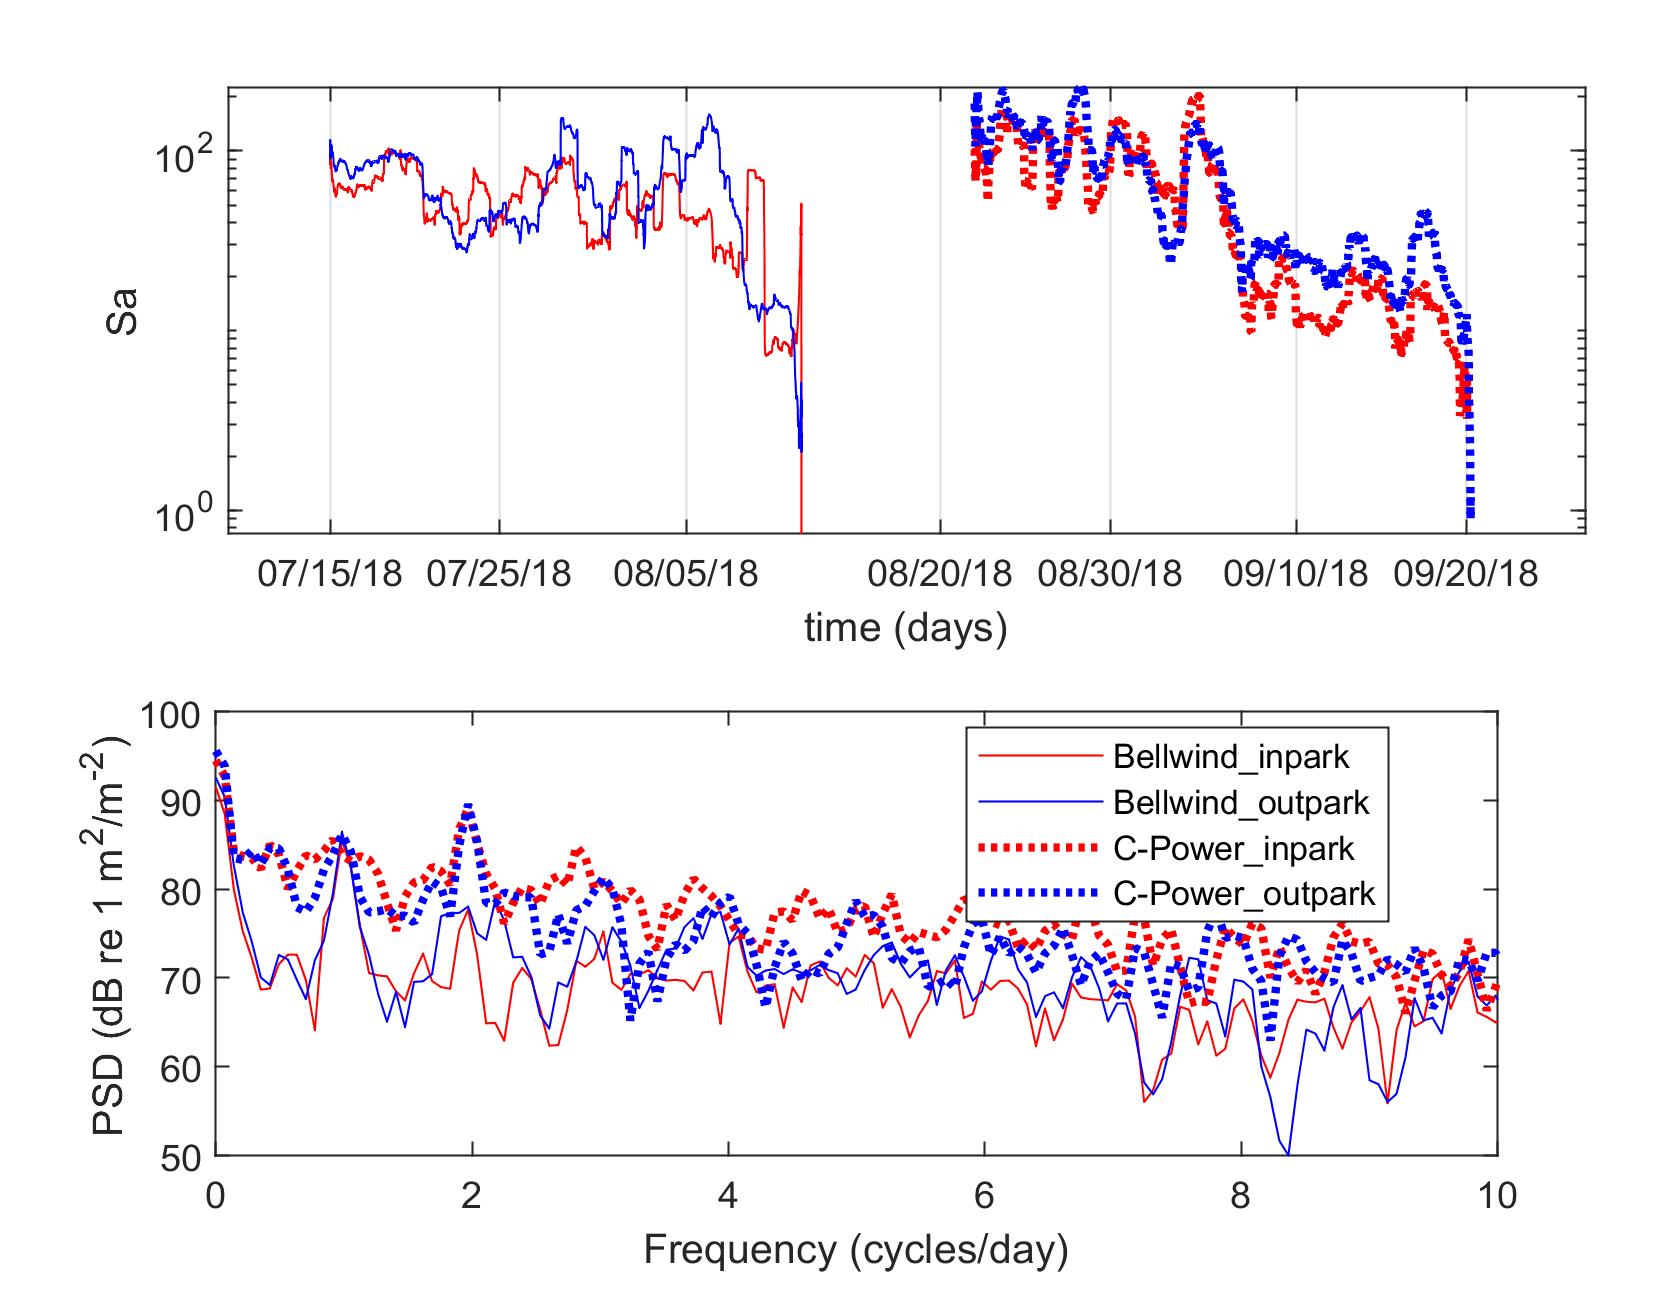 10^2
Sa
10^0
07/15/18 07/25/18 08/05/18 08/20/18 08/30/18 09/10/18 09/20/18
time (days)
100
90
80
70
60
50
PSD (dB re 1 m^2/m^-2)
Bellwind_inpark
Bellwind_outpark
C-Power_inpark
C-Power_outpark
0 2 4 6 8 10
Frequency (cycles/day)